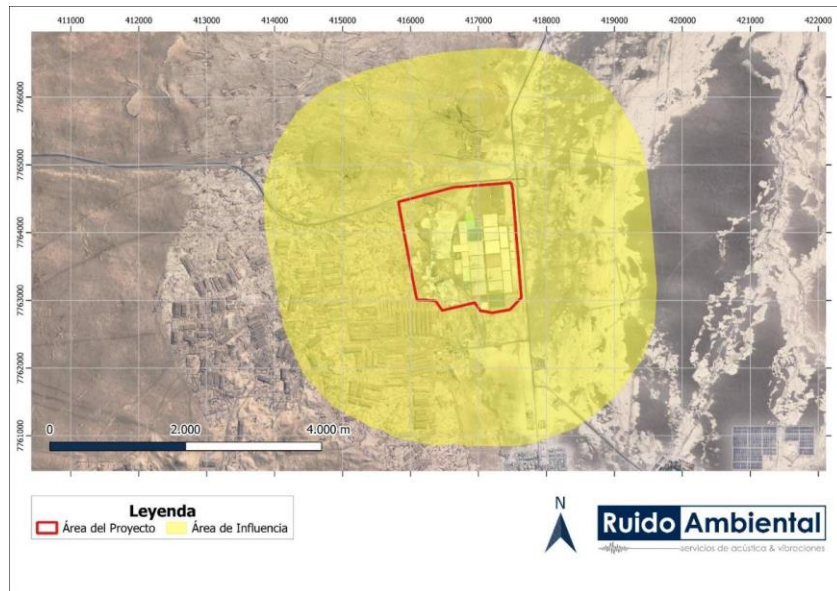 411000 412000 413000 414000 415000 416000 417000 418000 419000 420000 421000 422000
7766000
7765000
7764000
7763000
7762000
7761000
0 2.000 4.000 m
Leyenda
Área del Proyecto Área de Influencia
N
Ruido Ambiental
servicios de acústica & vibraciones